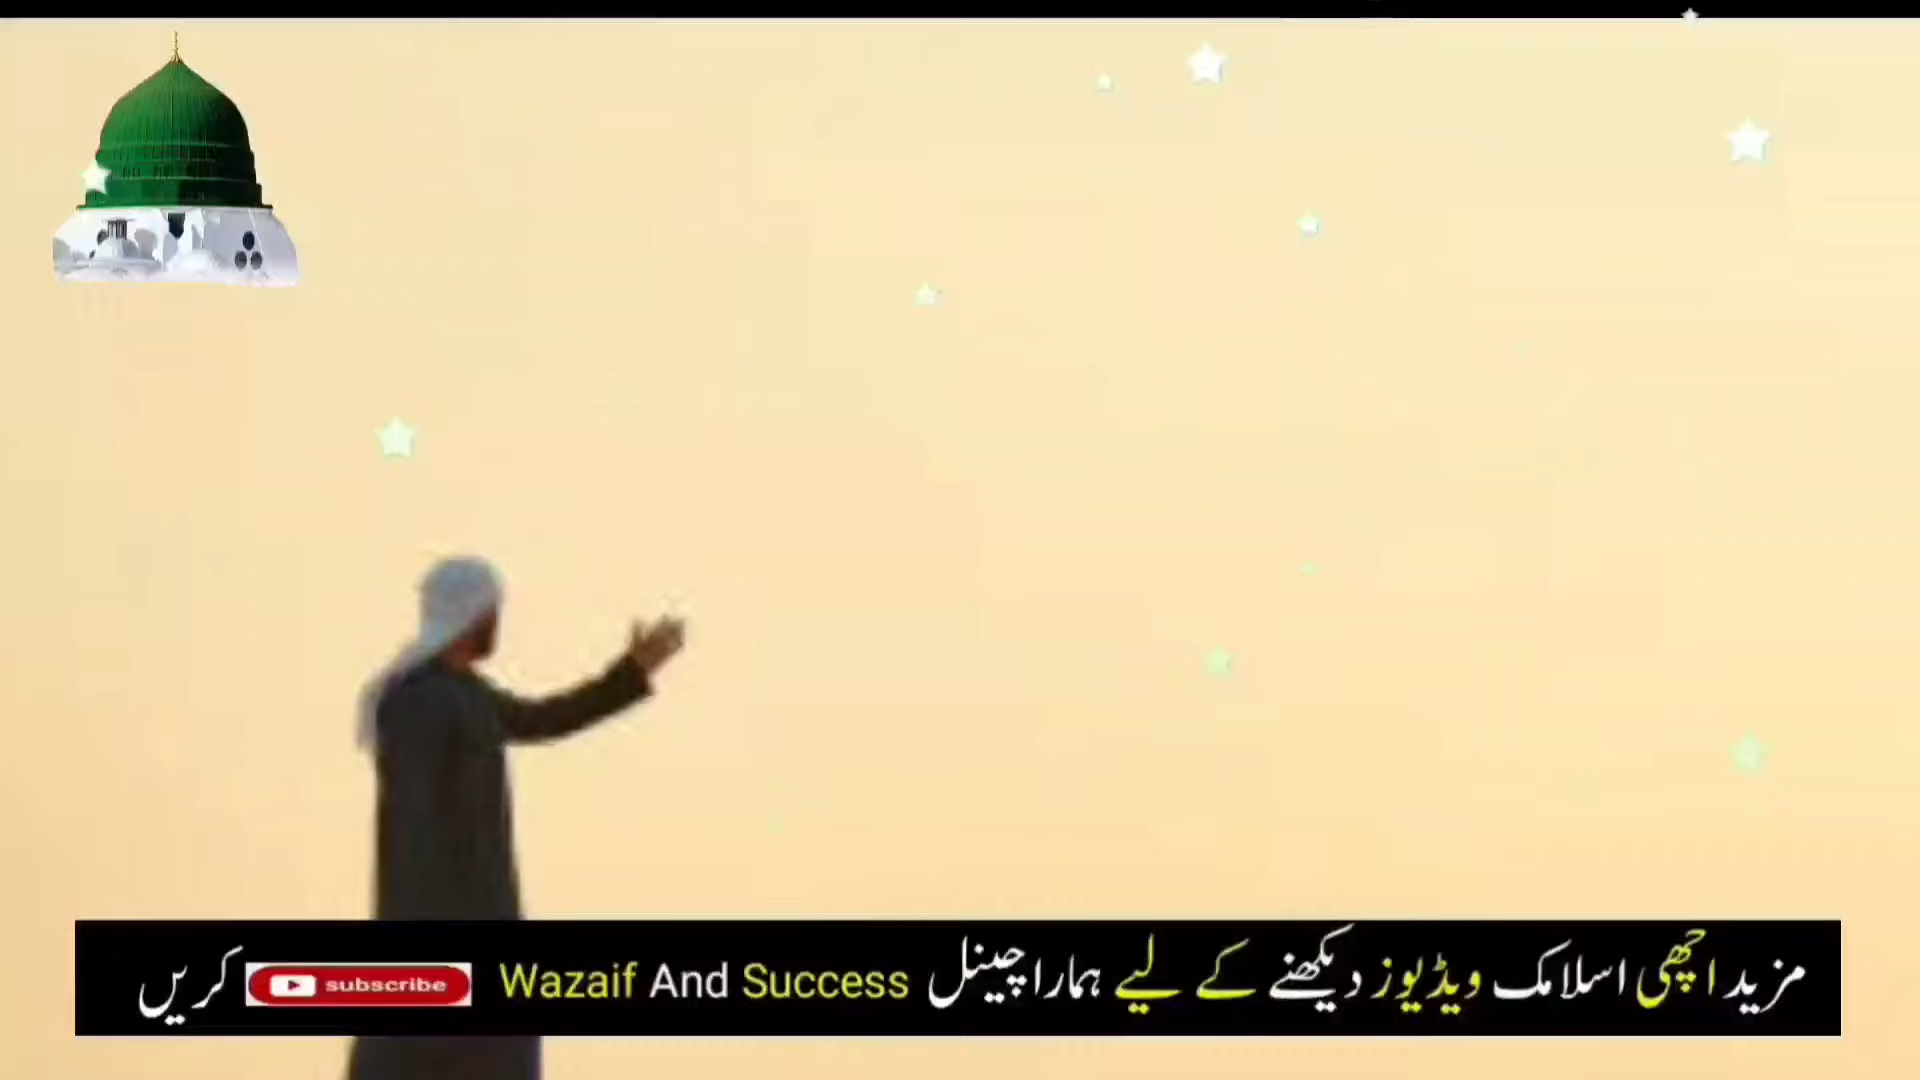 مزید اچھی اسلامک ویڈیوز دیکھنے کے لیے ہمارا چینل Wazaif And Success subscribe کریں